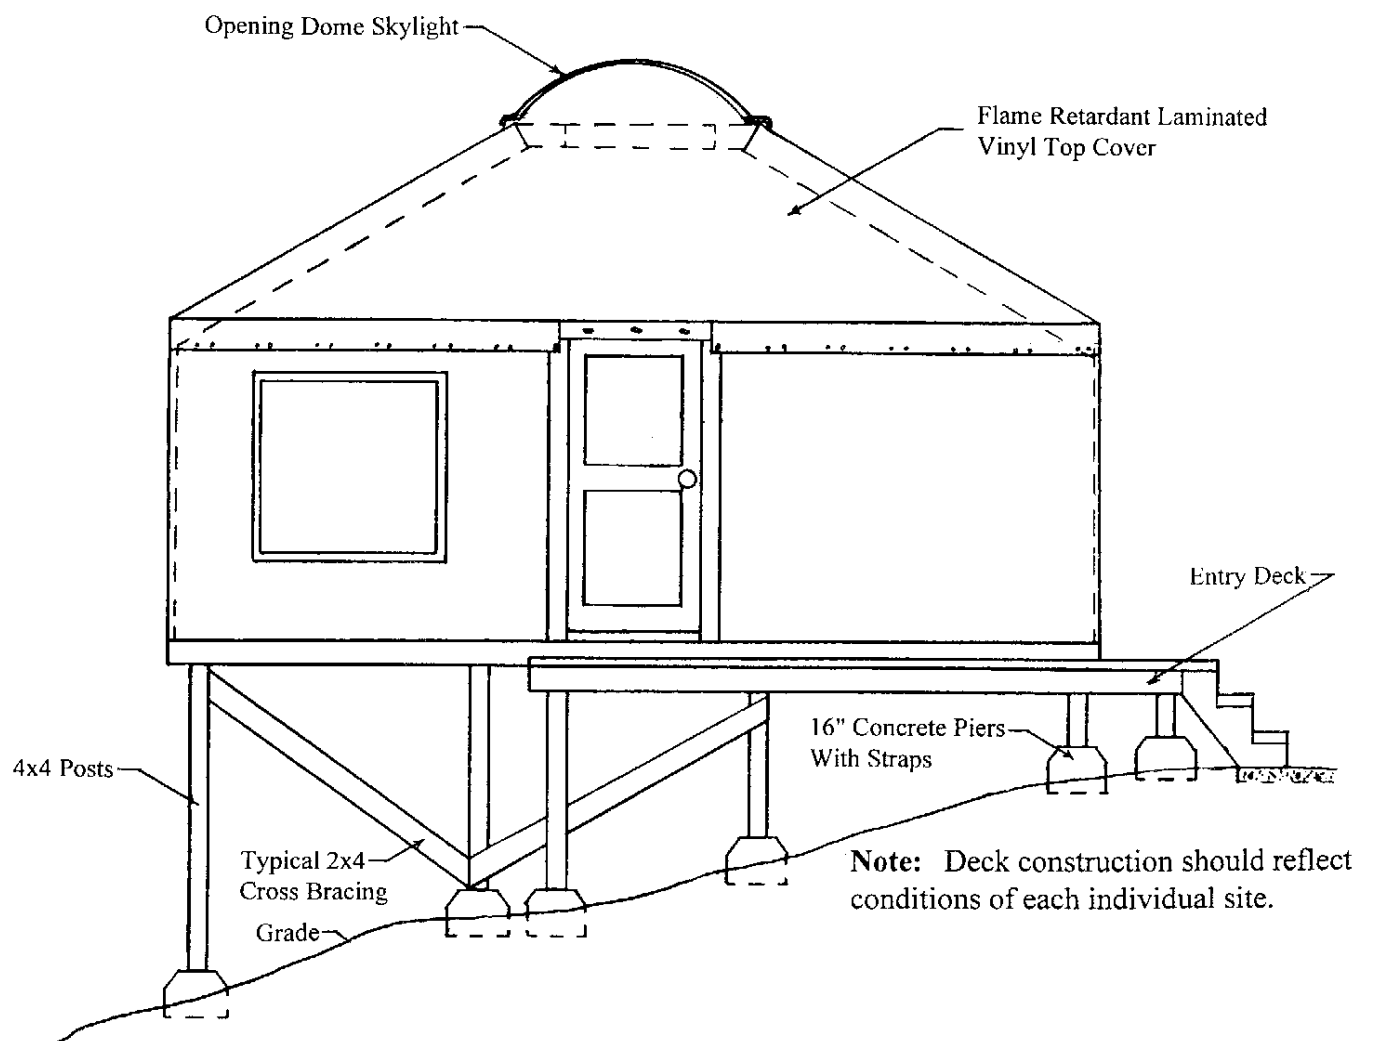 Opening Dome Skylight
Flame Retardant Laminated
Vinyl Top Cover
Entry Deck
16" Concrete Piers
With Straps
4x4 Posts
Typical 2x4
Cross Bracing
Grade
Note: Deck construction should reflect
conditions of each individual site.